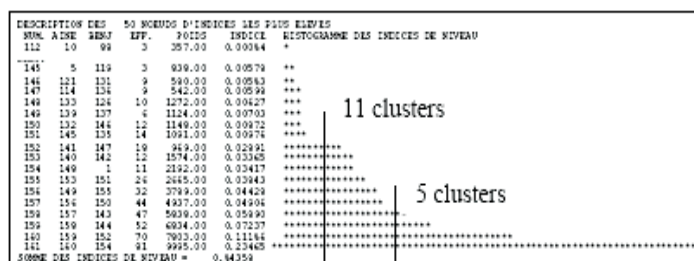 DESCRIPTION DES 50 NOEUDS D'INDICES LES PLUS ELEVES
NUM. AINE BENJ EFF. POIDS INDICE HISTOGRAMME DES INDICES DE NIVEAU
112 10 99 3 357.00 0.00064 *
145 5 119 3 939.00 0.00579 **
146 121 131 9 590.00 0.00583 **
147 114 136 9 542.00 0.00599 ***
148 133 126 10 1272.00 0.00627 ***
149 139 137 6 1124.00 0.00703 ***
150 132 146 12 1149.00 0.00972 ***
151 145 135 14 1091.00 0.00976 ****
11 clusters
152 141 147 18 969.00 0.02991
153 140 142 12 1574.00 0.03365
154 148 1 11 2192.00 0.03417
155 153 151 26 2665.00 0.03943
156 149 155 32 3799.00 0.04429
5 clusters
157 156 150 44 4937.00 0.04906
158 157 143 47 5939.00 0.05990
159 158 144 52 6934.00 0.07237
160 159 152 70 7903.00 0.11146
161 160 154 81 9995.00 0.23465
SOMME DES INDICES DE NIVEAU = 0.84359